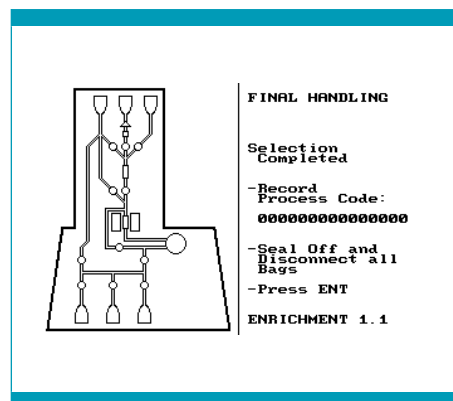 FINAL HANDLING
Selection
Completed
-Record
Process Code:
000000000000000
-Seal Off and
Disconnect all
Bags
-Press ENT
ENRICHMENT 1.1